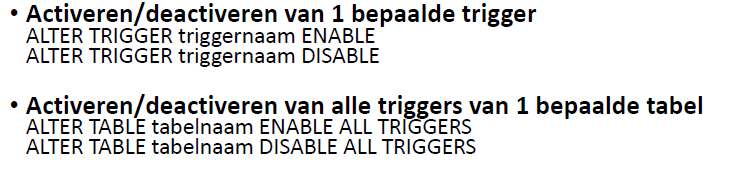 • Activeren/deactiveren van 1 bepaalde trigger
ALTER TRIGGER triggernaam ENABLE
ALTER TRIGGER triggernaam DISABLE
• Activeren/deactiveren van alle triggers van 1 bepaalde tabel
ALTER TABLE tabelnaam ENABLE ALL TRIGGERS
ALTER TABLE tabelnaam DISABLE ALL TRIGGERS